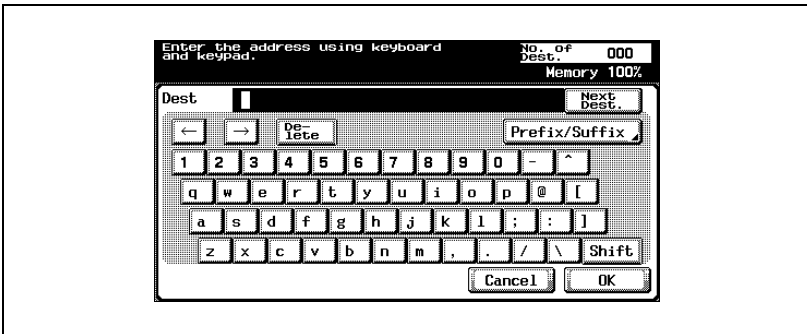 Enter the address using keyboard
and keypad.
No. of
Dest. 000
Memory 100%
Dest
Next
Dest.
← → De-
lete
Prefix/Suffix
1 2 3 4 5 6 7 8 9 0 - ^
q w e r t y u i o p @ [
a s d f g h j k l ; : ]
z x c v b n m , . / \ Shift
Cancel OK